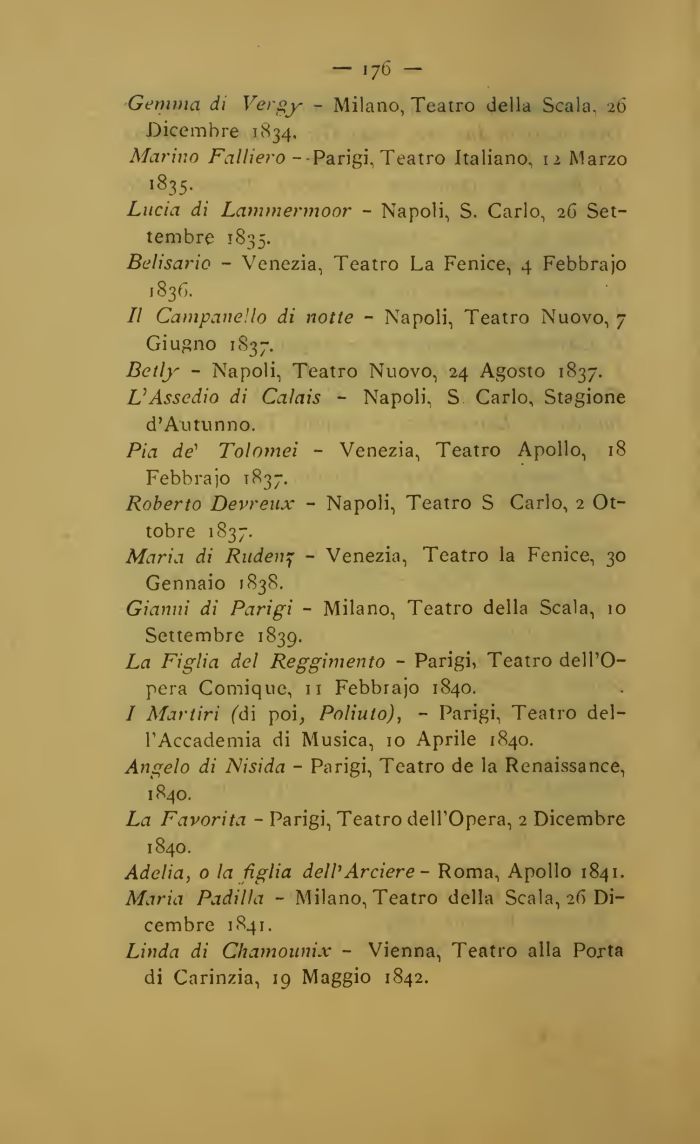 — 176 —
Gemma di Vergy - Milano, Teatro della Scala, 26
Dicembre 1834.
Marino Falliero -- Parigi, Teatro Italiano, 12 Marzo
1835.
Lucia di Lammermoor - Napoli, S. Carlo, 26 Set-
tembre 1835.
Belisario - Venezia, Teatro La Fenice, 4 Febbrajo
1836.
Il Campanello di notte - Napoli, Teatro Nuovo, 7
Giugno 1837.
Betly - Napoli, Teatro Nuovo, 24 Agosto 1837.
L'Assedio di Calais - Napoli, S. Carlo, Stagione
d'Autunno.
Pia de' Tolomei - Venezia, Teatro Apollo, 18
Febbrajo 1837.
Roberto Devreux - Napoli, Teatro S Carlo, 2 Ot-
tobre 1837.
Maria di Rudenz - Venezia, Teatro la Fenice, 30
Gennaio 1838.
Gianni di Parigi - Milano, Teatro della Scala, 10
Settembre 1839.
La Figlia del Reggimento - Parigi, Teatro dell'O-
pera Comique, 11 Febbrajo 1840.
I Martiri (di poi, Poliuto), - Parigi, Teatro del-
l'Accademia di Musica, 10 Aprile 1840.
Angelo di Nisida - Parigi, Teatro de la Renaissance,
1840.
La Favorita - Parigi, Teatro dell'Opera, 2 Dicembre
1840.
Adelia, o la figlia dell'Arciere - Roma, Apollo 1841.
Maria Padilla - Milano, Teatro della Scala, 26 Di-
cembre 1841.
Linda di Chamounix - Vienna, Teatro alla Porta
di Carinzia, 19 Maggio 1842.